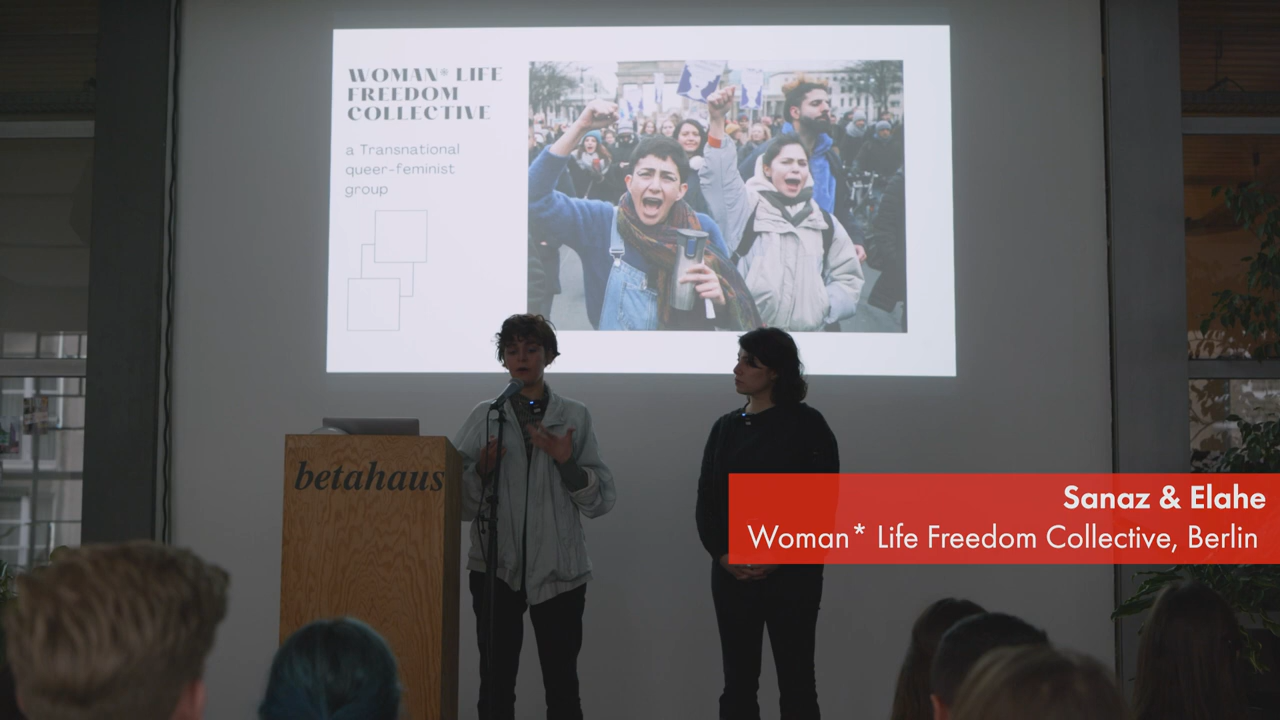 WOMAN* LIFE
FREEDOM
COLLECTIVE
a Transnational
queer-feminist
group
betahaus
Sanaz & Elahe
Woman* Life Freedom Collective, Berlin